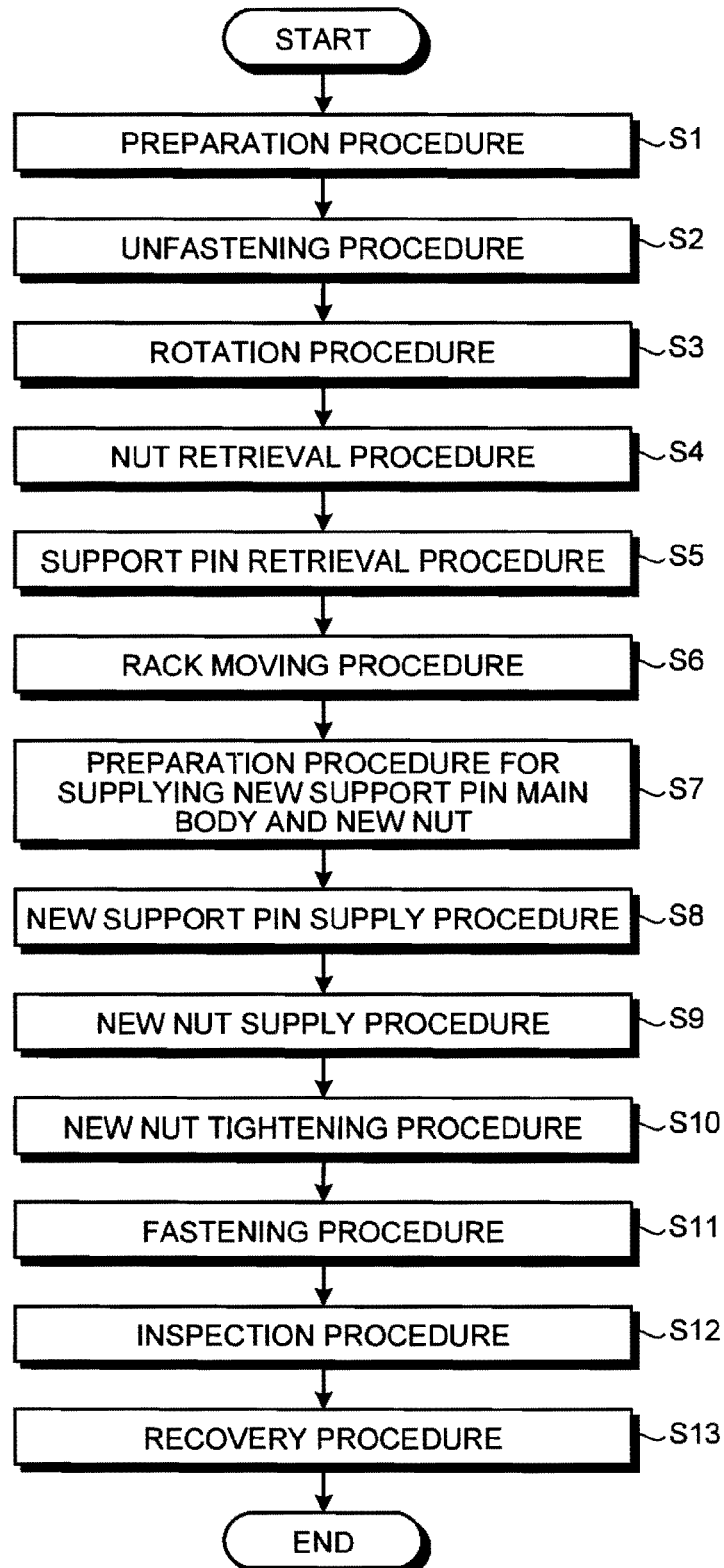 START
PREPARATION PROCEDURE S1
UNFASTENING PROCEDURE S2
ROTATION PROCEDURE S3
NUT RETRIEVAL PROCEDURE S4
SUPPORT PIN RETRIEVAL PROCEDURE S5
RACK MOVING PROCEDURE S6
PREPARATION PROCEDURE FOR
SUPPLYING NEW SUPPORT PIN MAIN
BODY AND NEW NUT S7
NEW SUPPORT PIN SUPPLY PROCEDURE S8
NEW NUT SUPPLY PROCEDURE S9
NEW NUT TIGHTENING PROCEDURE S10
FASTENING PROCEDURE S11
INSPECTION PROCEDURE S12
RECOVERY PROCEDURE S13
END